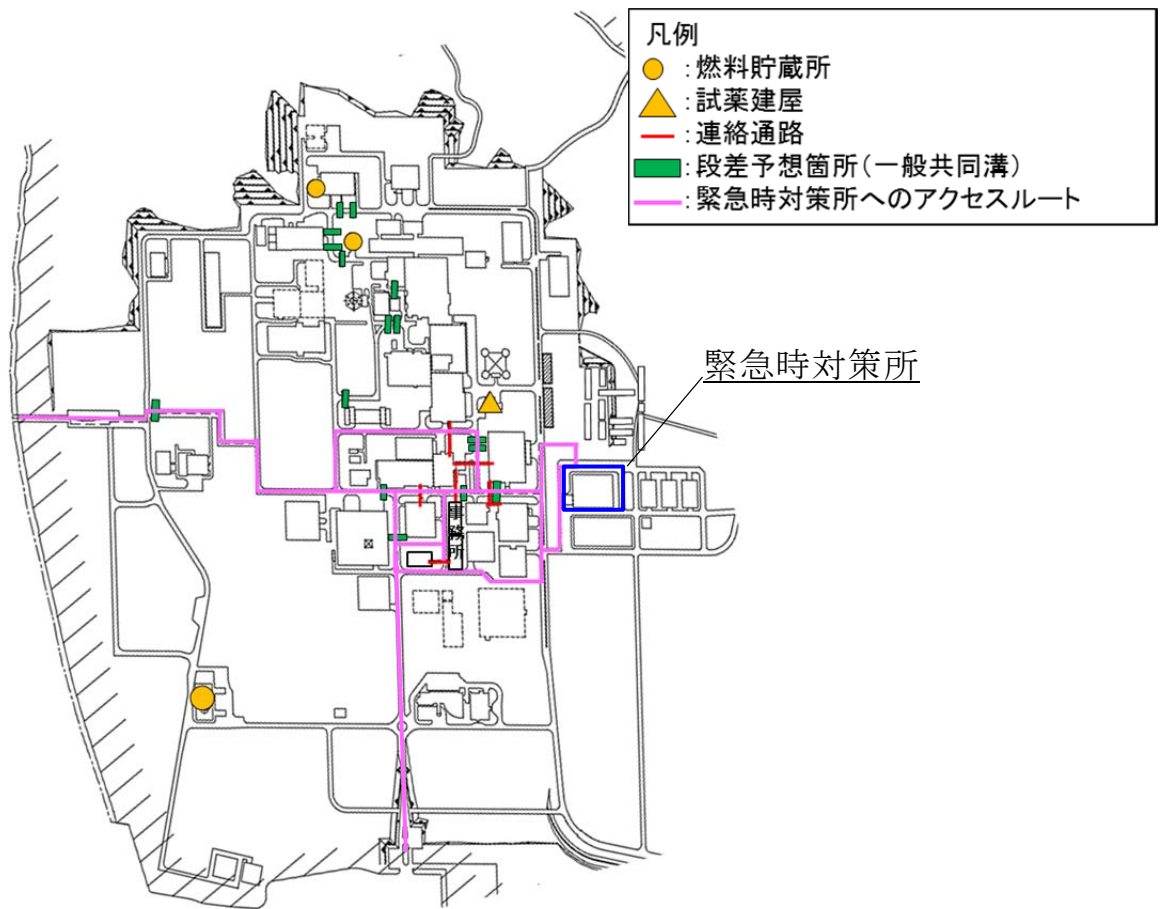 凡例
：燃料貯蔵所
：試薬建屋
：連絡通路
：段差予想箇所（一般共同溝）
：緊急時対策所へのアクセスルート
緊急時対策所
事務所